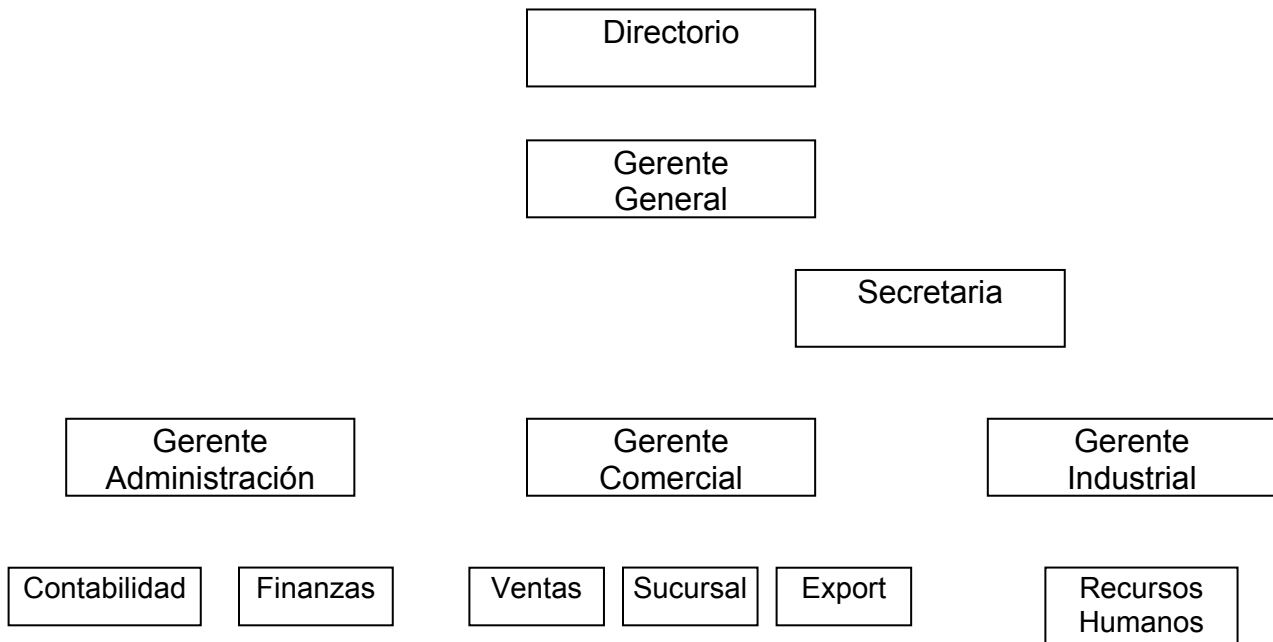 Directorio
Gerente
General
Secretaria
Gerente
Administración
Gerente
Comercial
Gerente
Industrial
Contabilidad
Finanzas
Ventas
Sucursal
Export
Recursos
Humanos